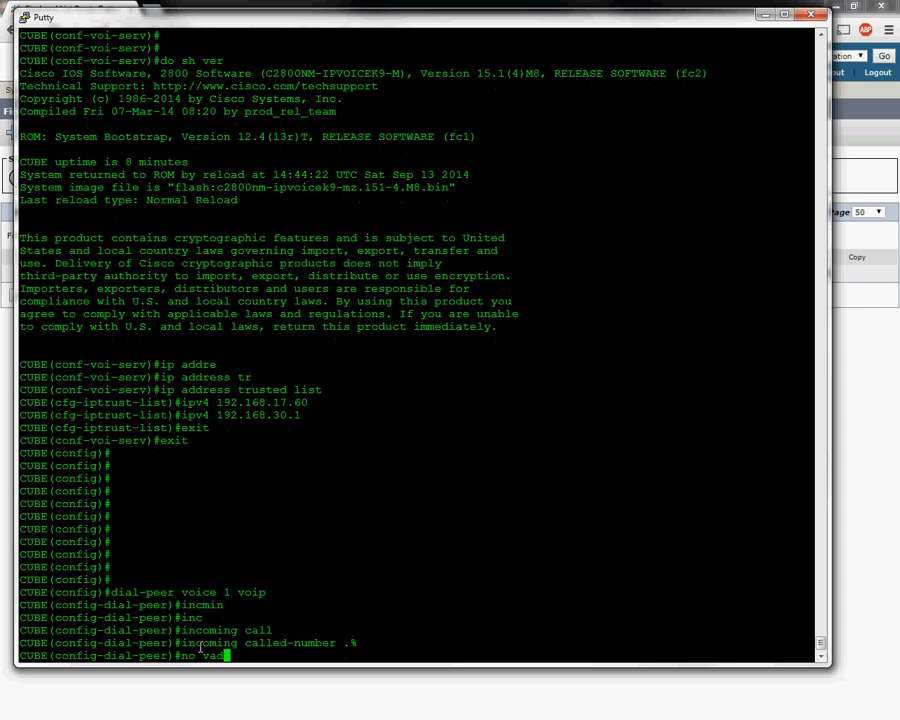 Putty
CUBE(conf-voi-serv)#
CUBE(conf-voi-serv)#
CUBE(conf-voi-serv)#do sh ver
Cisco IOS Software, 2800 Software (C2800NM-IPVOICEK9-M), Version 15.1(4)M8, RELEASE SOFTWARE (fc2)
Technical Support: http://www.cisco.com/techsupport
Copyright (c) 1986-2014 by Cisco Systems, Inc.
Compiled Fri 07-Mar-14 08:20 by prod_rel_team
ROM: System Bootstrap, Version 12.4(13r)T, RELEASE SOFTWARE (fc1)
CUBE uptime is 8 minutes
System returned to ROM by reload at 14:44:22 UTC Sat Sep 13 2014
System image file is "flash:c2800nm-ipvoicek9-mz.151-4.M8.bin"
Last reload type: Normal Reload
This product contains cryptographic features and is subject to United
States and local country laws governing import, export, transfer and
use. Delivery of Cisco cryptographic products does not imply
third-party authority to import, export, distribute or use encryption.
Importers, exporters, distributors and users are responsible for
compliance with U.S. and local country laws. By using this product you
agree to comply with applicable laws and regulations. If you are unable
to comply with U.S. and local laws, return this product immediately.
CUBE(conf-voi-serv)#ip addre
CUBE(conf-voi-serv)#ip address tr
CUBE(conf-voi-serv)#ip address trusted list
CUBE(cfg-iptrust-list)#ipv4 192.168.17.60
CUBE(cfg-iptrust-list)#ipv4 192.168.30.1
CUBE(cfg-iptrust-list)#exit
CUBE(conf-voi-serv)#exit
CUBE(config)#
CUBE(config)#
CUBE(config)#
CUBE(config)#
CUBE(config)#
CUBE(config)#
CUBE(config)#
CUBE(config)#
CUBE(config)#
CUBE(config)#
CUBE(config)#
CUBE(config)#dial-peer voice 1 voip
CUBE(config-dial-peer)#incmin
CUBE(config-dial-peer)#inc
CUBE(config-dial-peer)#incoming call
CUBE(config-dial-peer)#incoming called-number .%
CUBE(config-dial-peer)#no vad
ABP
Go
Logout
50
Copy